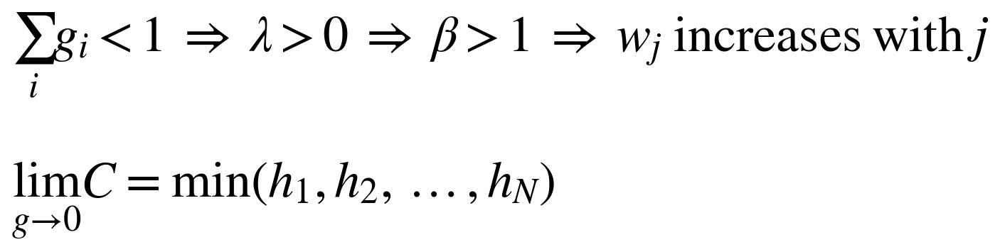 ∑_i g_i < 1 ⇒ λ > 0 ⇒ β > 1 ⇒ w_j increases with j
lim_{g→0} C = min(h_1, h_2, …, h_N)